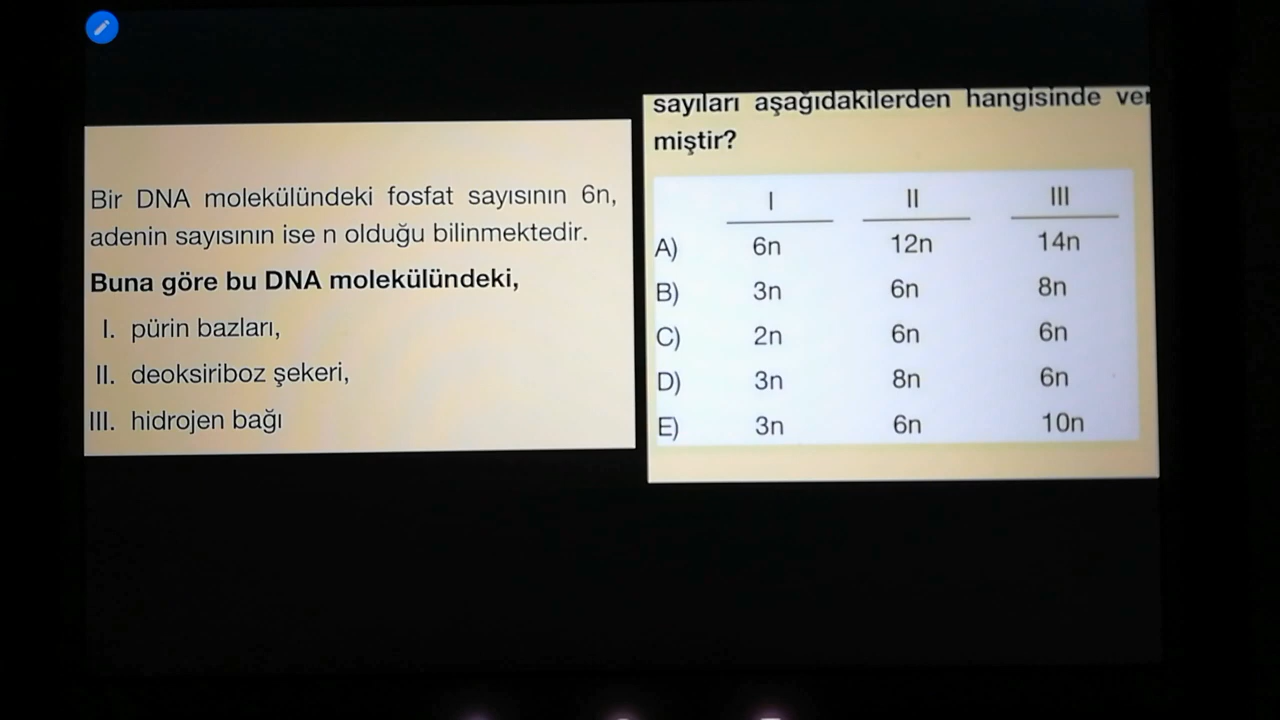 Bir DNA molekülündeki fosfat sayısının 6n,
adenin sayısının ise n olduğu bilinmektedir.
Buna göre bu DNA molekülündeki,
I. pürin bazları,
II. deoksiriboz şekeri,
III. hidrojen bağı
sayıları aşağıdakilerden hangisinde ver
miştir?
I II III
A) 6n 12n 14n
B) 3n 6n 8n
C) 2n 6n 6n
D) 3n 8n 6n
E) 3n 6n 10n